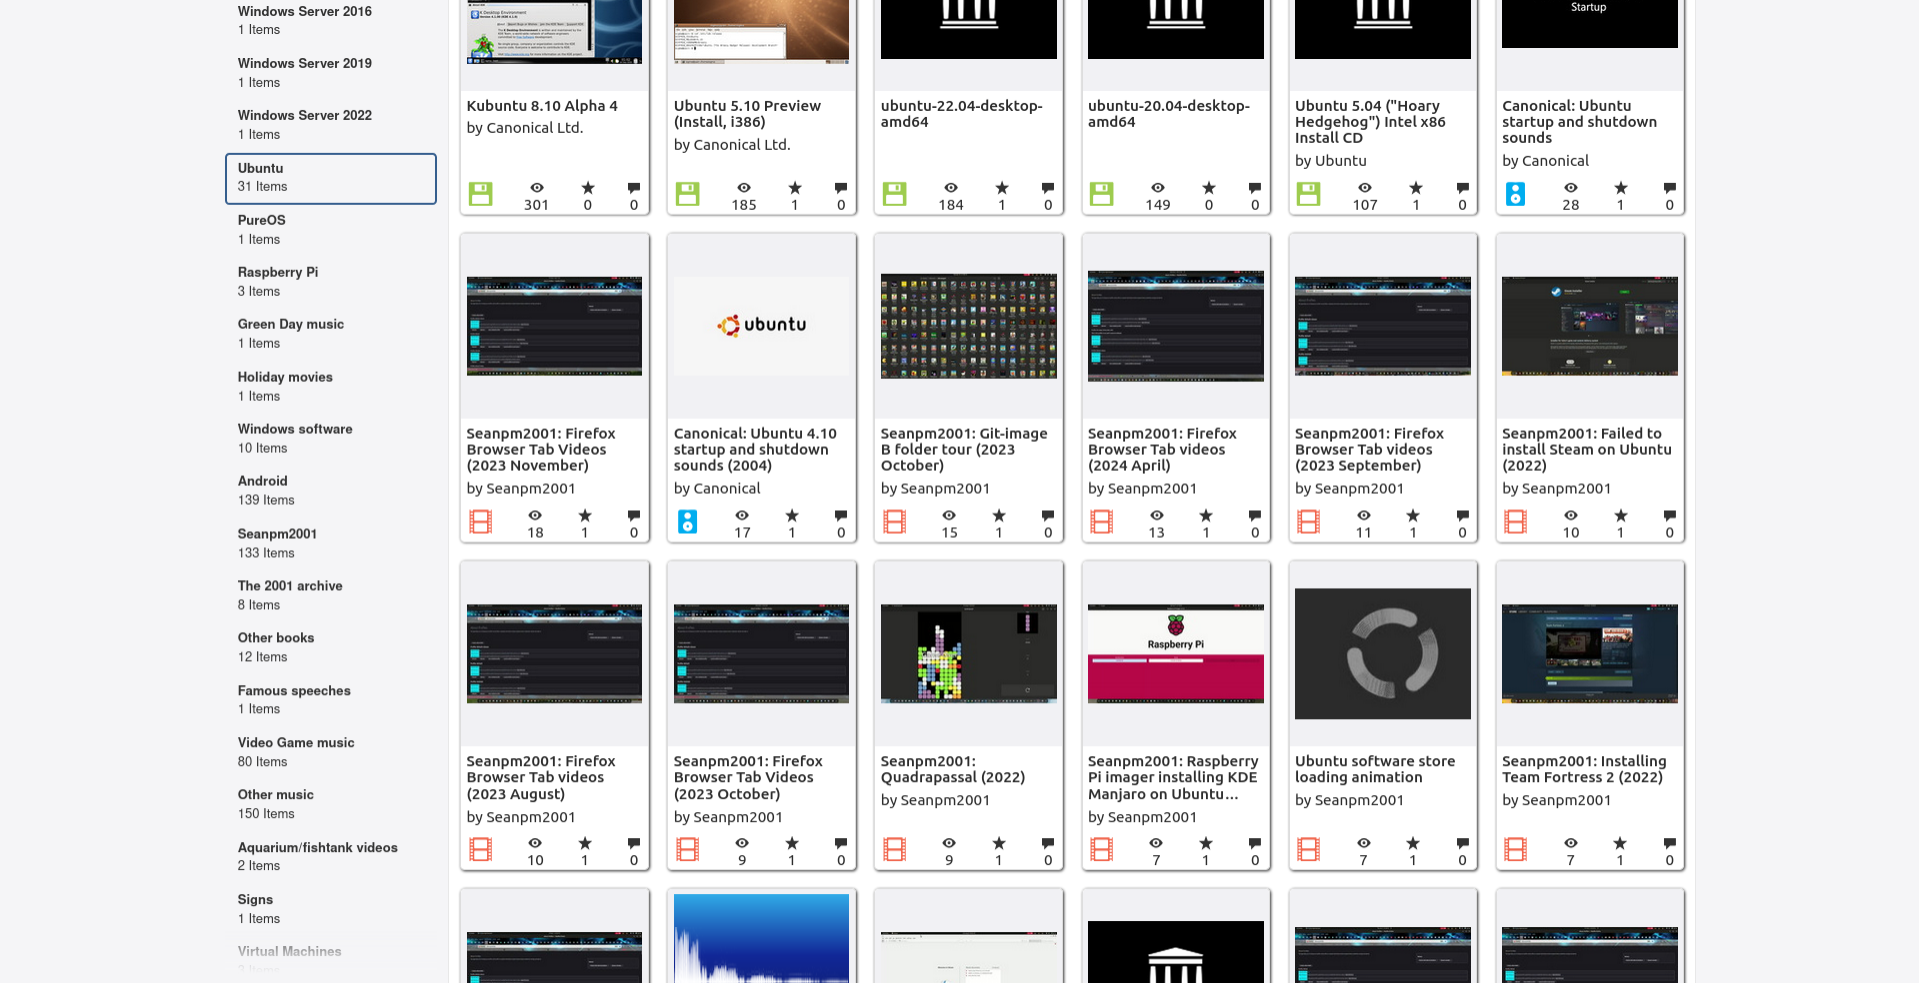 Windows Server 2016
1 Items
Windows Server 2019
1 Items
Windows Server 2022
1 Items
Ubuntu
31 Items
PureOS
1 Items
Raspberry Pi
3 Items
Green Day music
1 Items
Holiday movies
1 Items
Windows software
10 Items
Android
139 Items
Seanpm2001
133 Items
The 2001 archive
8 Items
Other books
12 Items
Famous speeches
1 Items
Video Game music
80 Items
Other music
150 Items
Aquarium/fishtank videos
2 Items
Signs
1 Items
Virtual Machines
Kubuntu 8.10 Alpha 4
by Canonical Ltd.
301 0 0
Ubuntu 5.10 Preview
(Install, i386)
by Canonical Ltd.
185 1 0
ubuntu-22.04-desktop-
amd64
184 1 0
ubuntu-20.04-desktop-
amd64
149 0 0
Ubuntu 5.04 ("Hoary
Hedgehog") Intel x86
Install CD
by Ubuntu
107 1 0
Startup
Canonical: Ubuntu
startup and shutdown
sounds
by Canonical
28 1 0
Seanpm2001: Firefox
Browser Tab Videos
(2023 November)
by Seanpm2001
18 1 0
ubuntu
Canonical: Ubuntu 4.10
startup and shutdown
sounds (2004)
by Canonical
17 1 0
Seanpm2001: Git-image
B folder tour (2023
October)
by Seanpm2001
15 1 0
Seanpm2001: Firefox
Browser Tab videos
(2024 April)
by Seanpm2001
13 1 0
Seanpm2001: Firefox
Browser Tab videos
(2023 September)
by Seanpm2001
11 1 0
Seanpm2001: Failed to
install Steam on Ubuntu
(2022)
by Seanpm2001
10 1 0
Seanpm2001: Firefox
Browser Tab videos
(2023 August)
by Seanpm2001
10 1 0
Seanpm2001: Firefox
Browser Tab Videos
(2023 October)
by Seanpm2001
9 1 0
Seanpm2001:
Quadrapassal (2022)
by Seanpm2001
9 1 0
Raspberry Pi
Seanpm2001: Raspberry
Pi imager installing KDE
Manjaro on Ubuntu...
by Seanpm2001
7 1 0
Ubuntu software store
loading animation
by Seanpm2001
7 1 0
Seanpm2001: Installing
Team Fortress 2 (2022)
by Seanpm2001
7 1 0